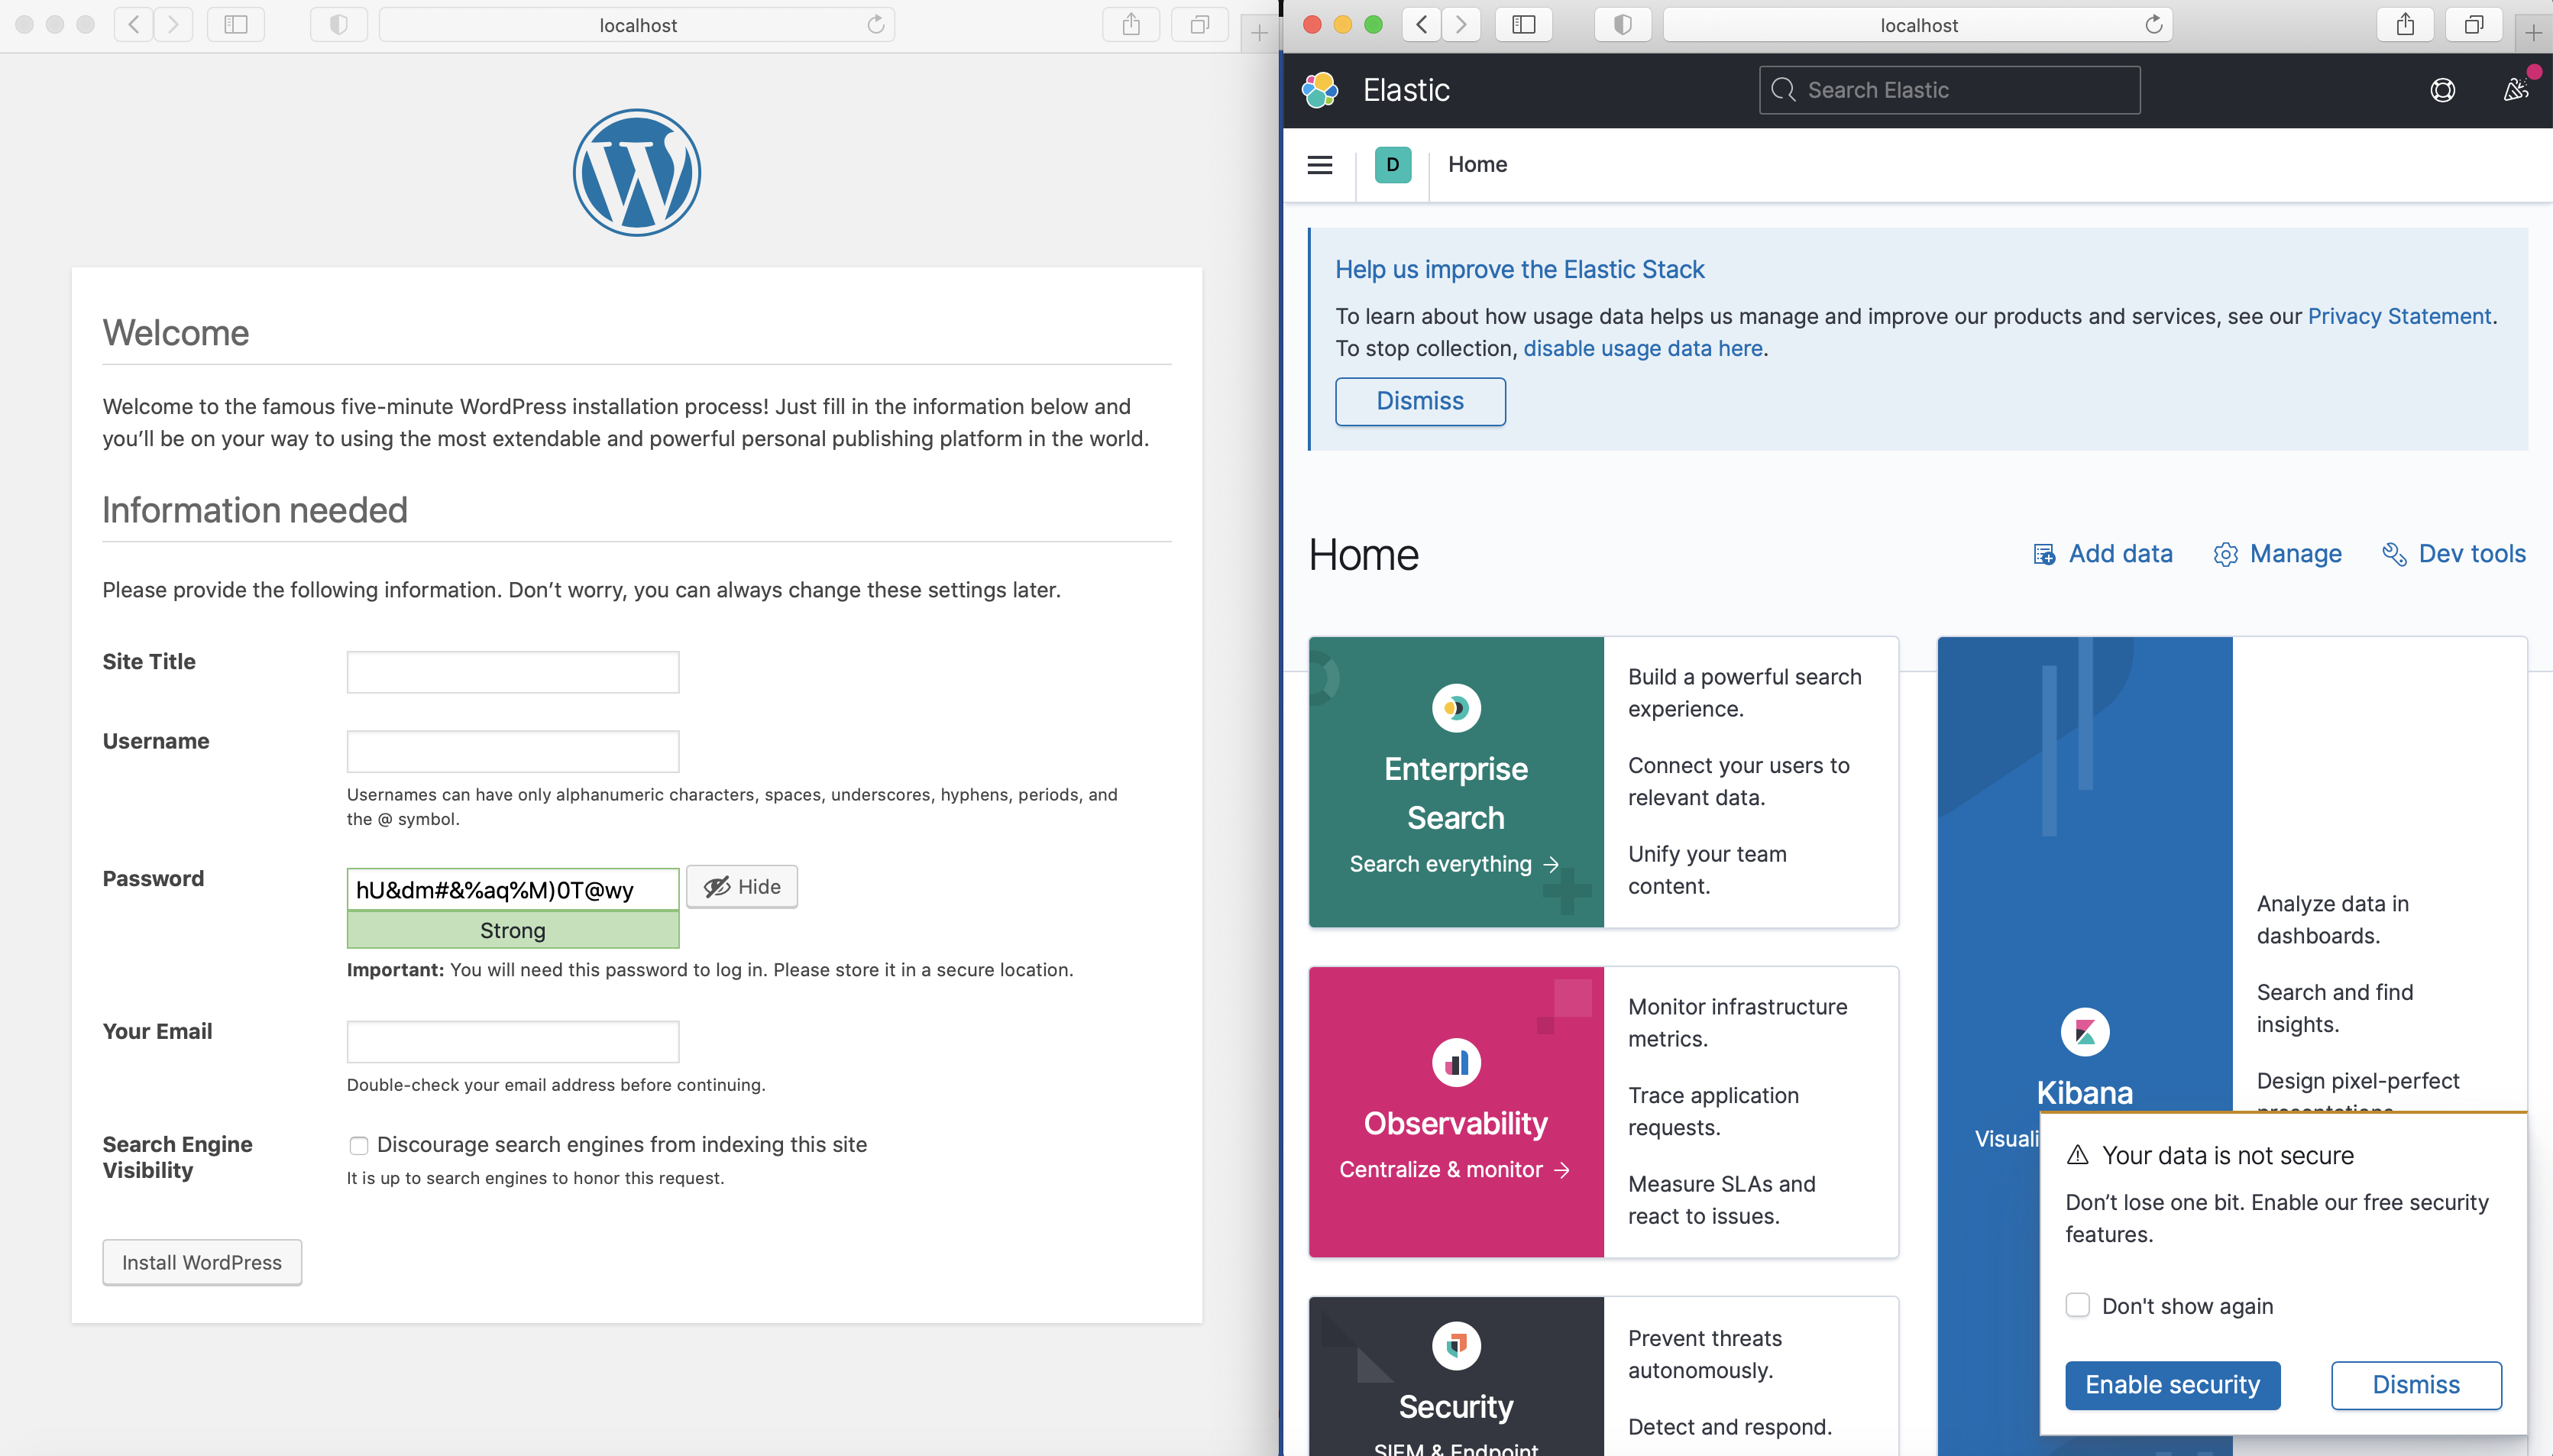 localhost
Welcome
Welcome to the famous five-minute WordPress installation process! Just fill in the information below and
you’ll be on your way to using the most extendable and powerful personal publishing platform in the world.
Information needed
Please provide the following information. Don’t worry, you can always change these settings later.
Site Title
Username
Usernames can have only alphanumeric characters, spaces, underscores, hyphens, periods, and
the @ symbol.
Password
hU&dm#&%aq%M)0T@wy
Hide
Strong
Important: You will need this password to log in. Please store it in a secure location.
Your Email
Double-check your email address before continuing.
Search Engine
Visibility
Discourage search engines from indexing this site
It is up to search engines to honor this request.
Install WordPress
localhost
Elastic
Search Elastic
D
Home
Help us improve the Elastic Stack
To learn about how usage data helps us manage and improve our products and services, see our Privacy Statement.
To stop collection, disable usage data here.
Dismiss
Home
Add data
Manage
Dev tools
Enterprise
Search
Search everything →
Build a powerful search
experience.
Connect your users to
relevant data.
Unify your team
content.
Observability
Centralize & monitor →
Monitor infrastructure
metrics.
Trace application
requests.
Measure SLAs and
react to issues.
Security
SIEM & Endpoint
Prevent threats
autonomously.
Detect and respond.
Kibana
Analyze data in
dashboards.
Search and find
insights.
Design pixel-perfect
Your data is not secure
Don’t lose one bit. Enable our free security
features.
Don't show again
Enable security
Dismiss